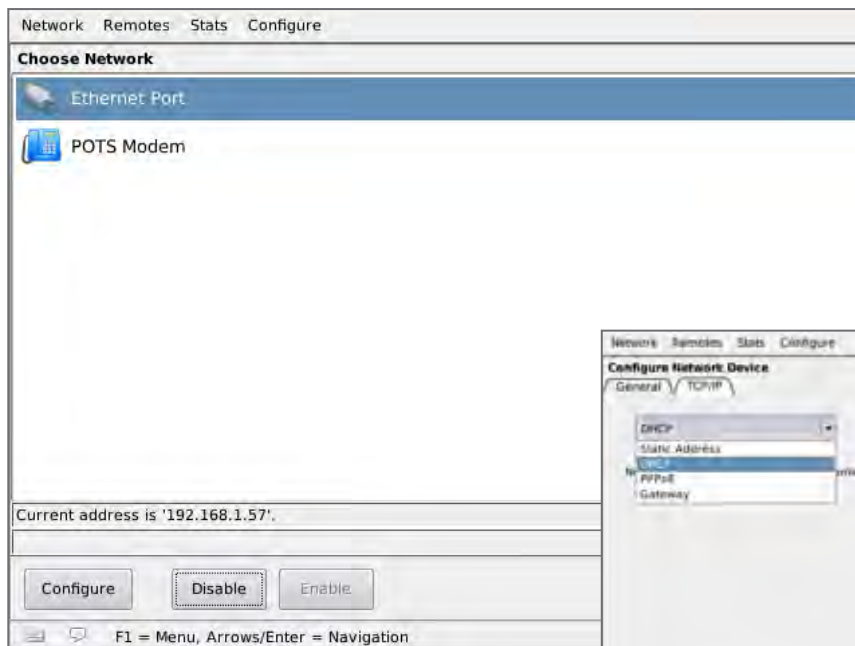 Network Remotes Stats Configure
Choose Network
Ethernet Port
POTS Modem
Current address is '192.168.1.57'.
Configure Disable Enable
F1 = Menu, Arrows/Enter = Navigation
Network Remotes Stats Configure
Configure Network Device
General TCP/IP
DHCP
Static Address
DHCP
PPPoE
Gateway